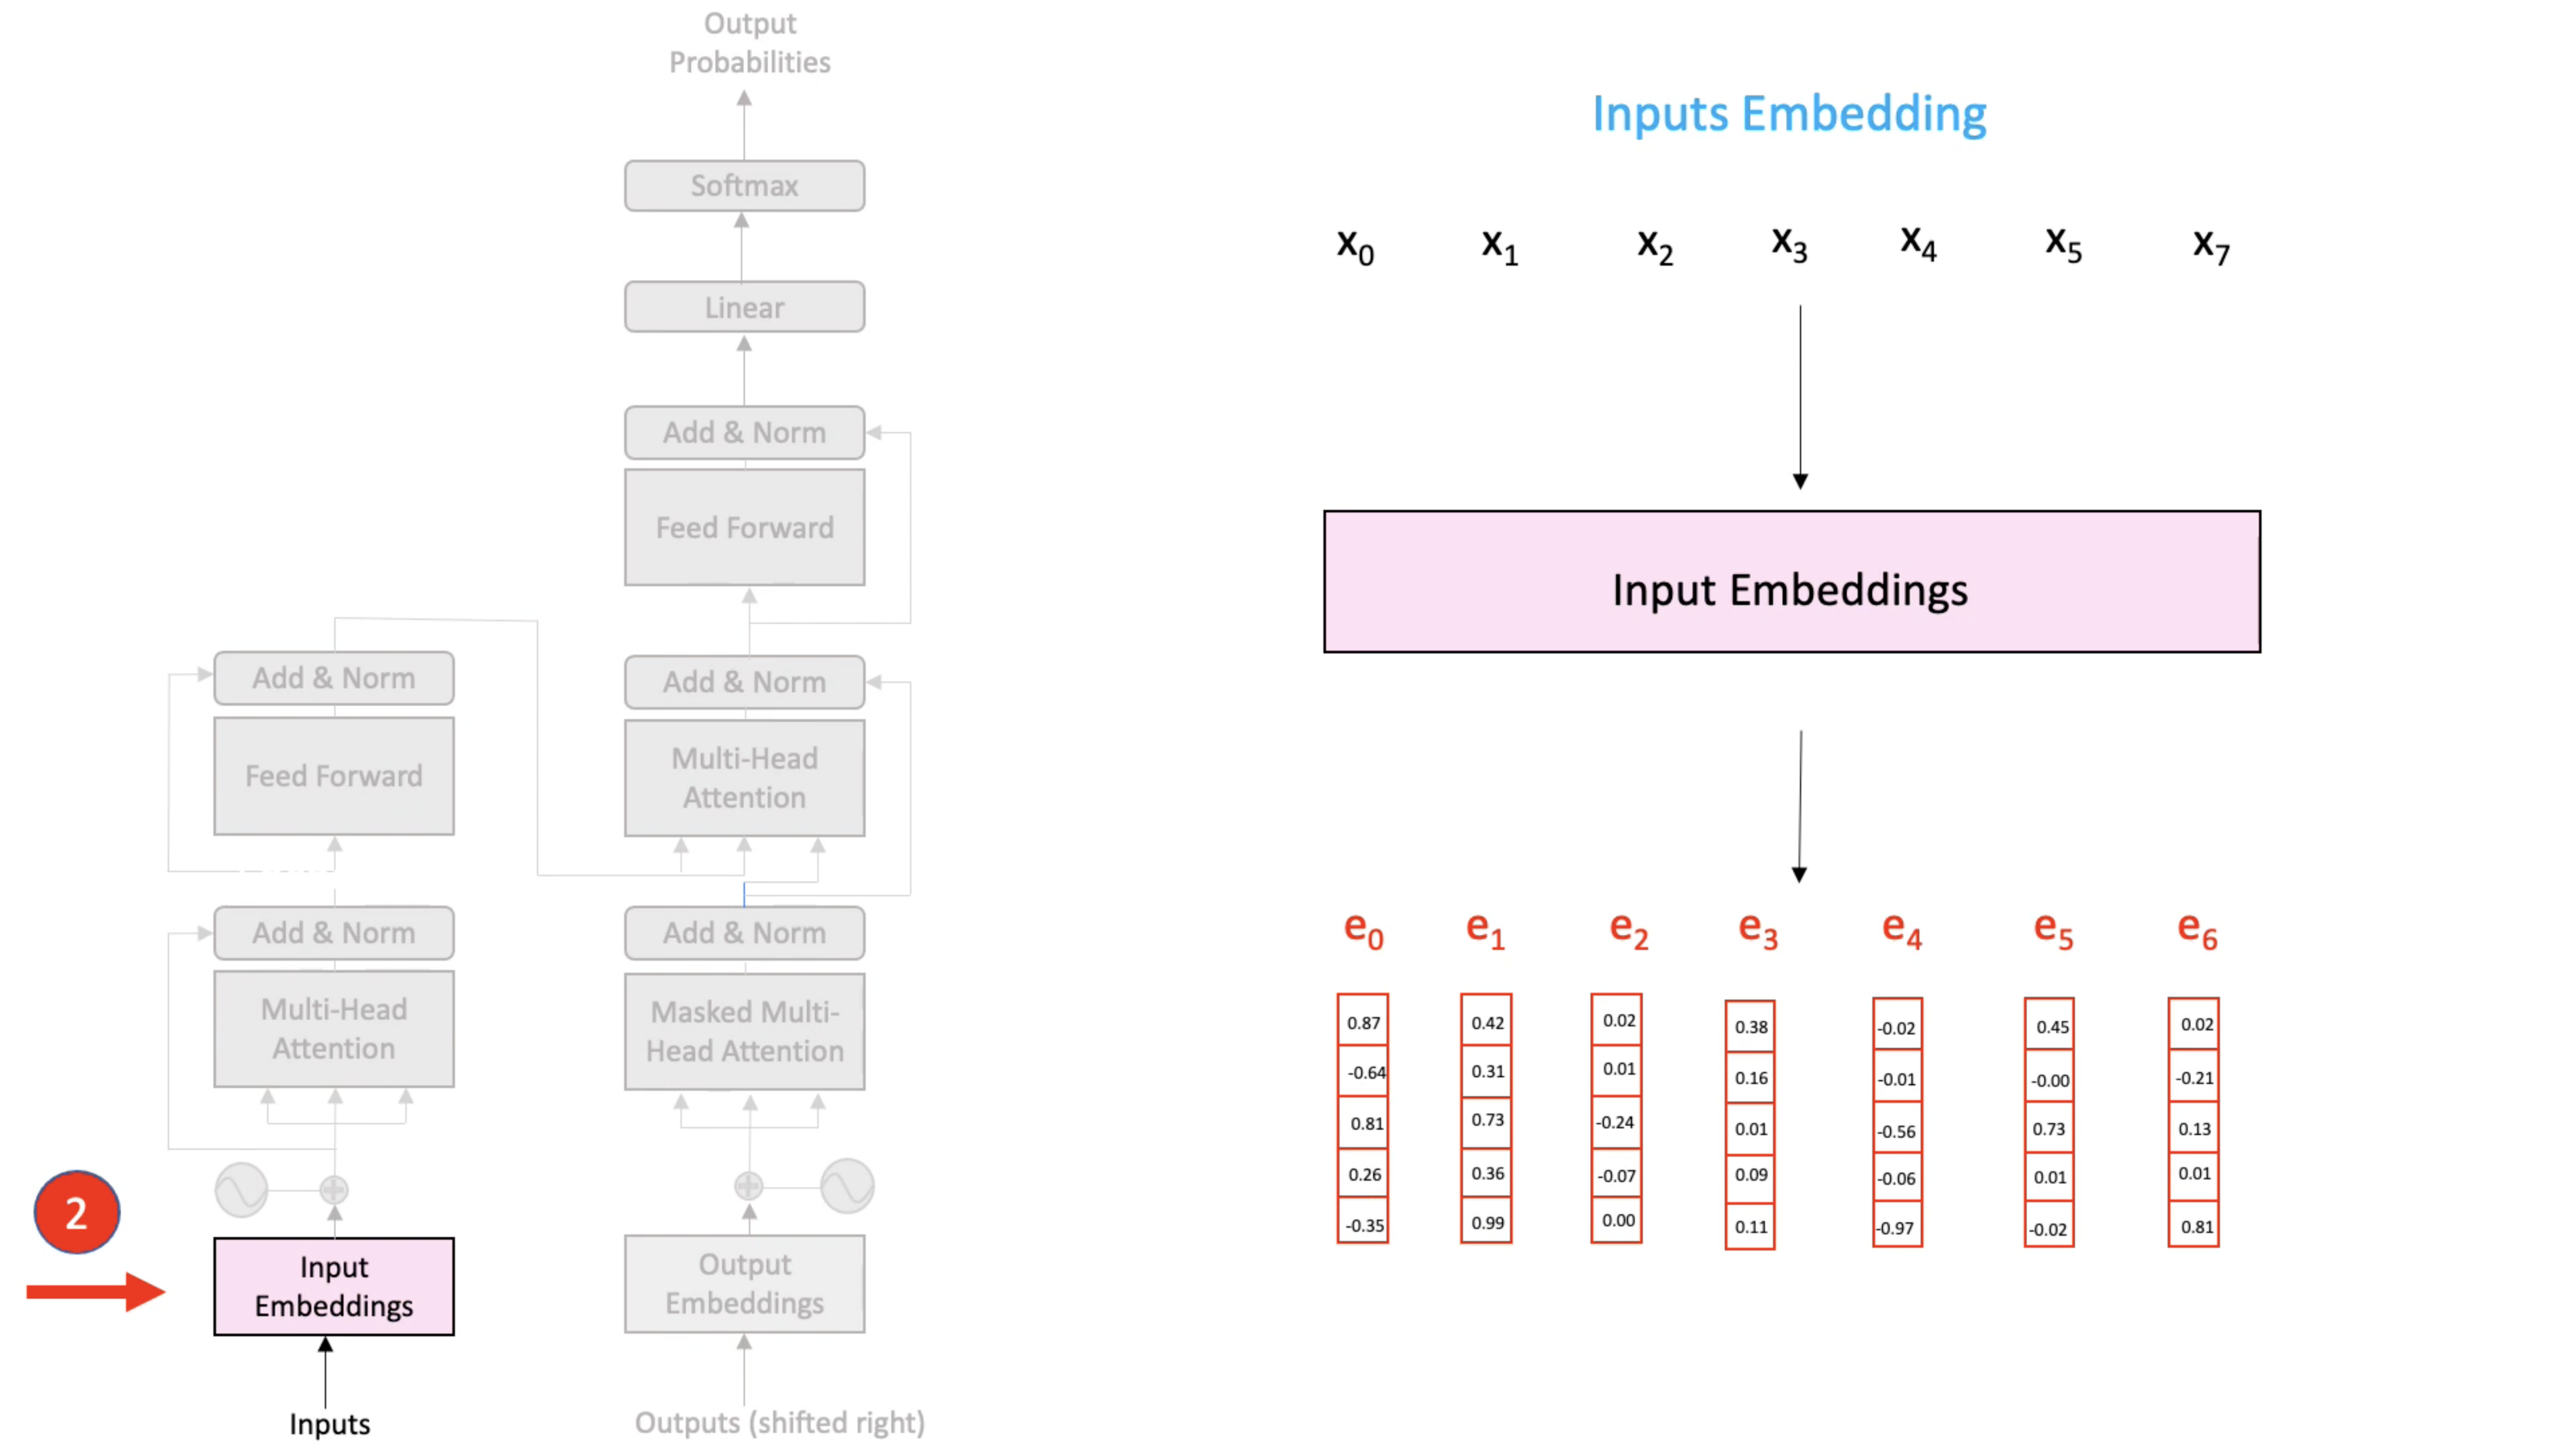 Output
Probabilities
Softmax
Linear
Add & Norm
Feed Forward
Add & Norm
Multi-Head
Attention
Add & Norm
Masked Multi-
Head Attention
Output
Embeddings
Outputs (shifted right)
Add & Norm
Feed Forward
Add & Norm
Multi-Head
Attention
2
Input
Embeddings
Inputs
Inputs Embedding
x₀ x₁ x₂ x₃ x₄ x₅ x₇
Input Embeddings
e₀ e₁ e₂ e₃ e₄ e₅ e₆
0.87 0.42 0.02 0.38 -0.02 0.45 0.02
-0.64 0.31 0.01 0.16 -0.01 -0.00 -0.21
0.81 0.73 -0.24 0.01 -0.56 0.73 0.13
0.26 0.36 -0.07 0.09 -0.06 0.01 0.01
-0.35 0.99 0.00 0.11 -0.97 -0.02 0.81